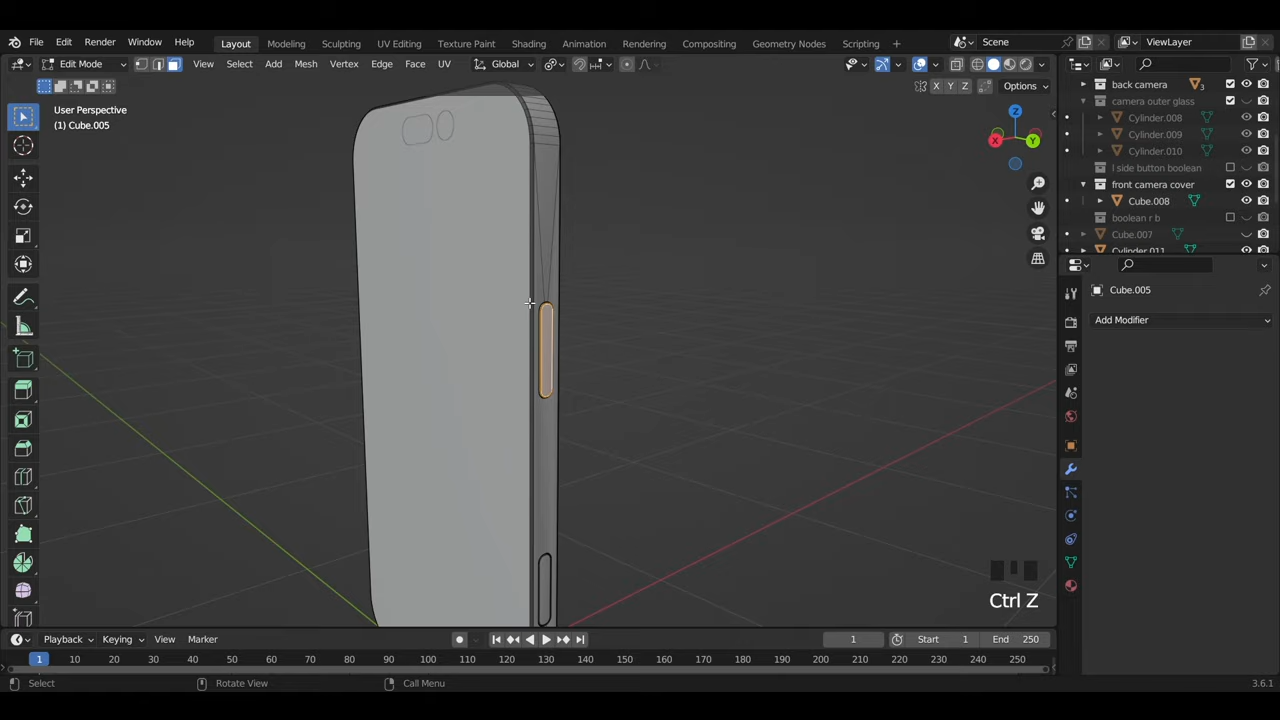 File Edit Render Window Help Layout Modeling Sculpting UV Editing Texture Paint Shading Animation Rendering Compositing Geometry Nodes Scripting + Scene ViewLayer
Edit Mode View Select Add Mesh Vertex Edge Face UV Global
X Y Z Options
User Perspective
(1) Cube.005
Z
X Y
back camera 3
camera outer glass
Cylinder.008
Cylinder.009
Cylinder.010
l side button boolean
front camera cover
Cube.008
boolean r b
Cube.007
Cylinder.011
Cube.005
Add Modifier
Ctrl Z
Playback Keying View Marker 1 Start 1 End 250
1 10 20 30 40 50 60 70 80 90 100 110 120 130 140 150 160 170 180 190 200 210 220 230 240 250
Select Rotate View Call Menu 3.6.1